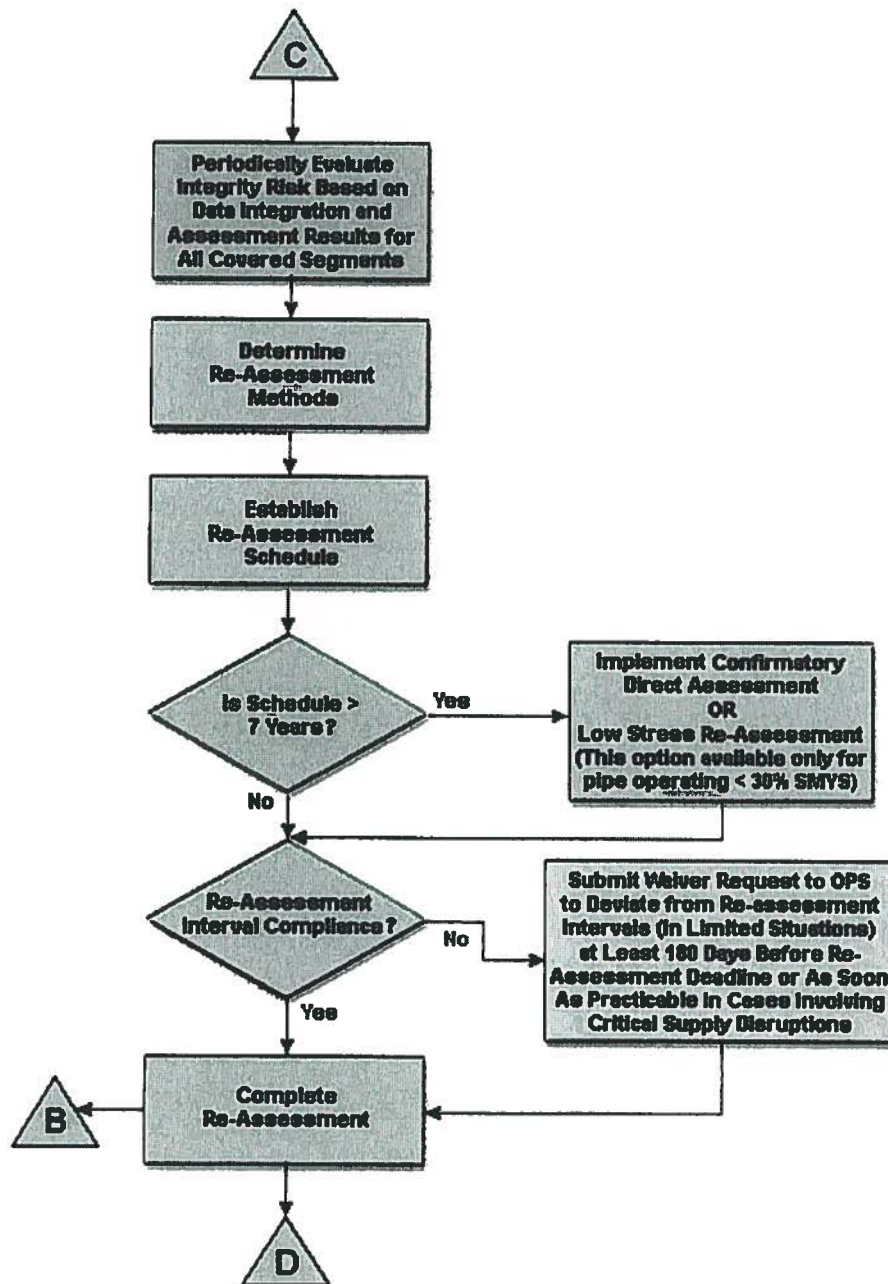 C
Periodically Evaluate
Integrity Risk Based on
Data Integration and
Assessment Results for
All Covered Segments
Determine
Re-Assessment
Methods
Establish
Re-Assessment
Schedule
Is Schedule >
7 Years?
Yes
Implement Confirmatory
Direct Assessment
OR
Low Stress Re-Assessment
(This option available only for
pipe operating < 30% SMYS)
No
Re-Assessment
Interval Compliance?
No
Submit Waiver Request to OPS
to Deviate from Re-assessment
Intervals (in Limited Situations)
at Least 180 Days Before Re-
Assessment Deadline or As Soon
As Practicable in Cases Involving
Critical Supply Disruptions
Yes
Complete
Re-Assessment
B
D